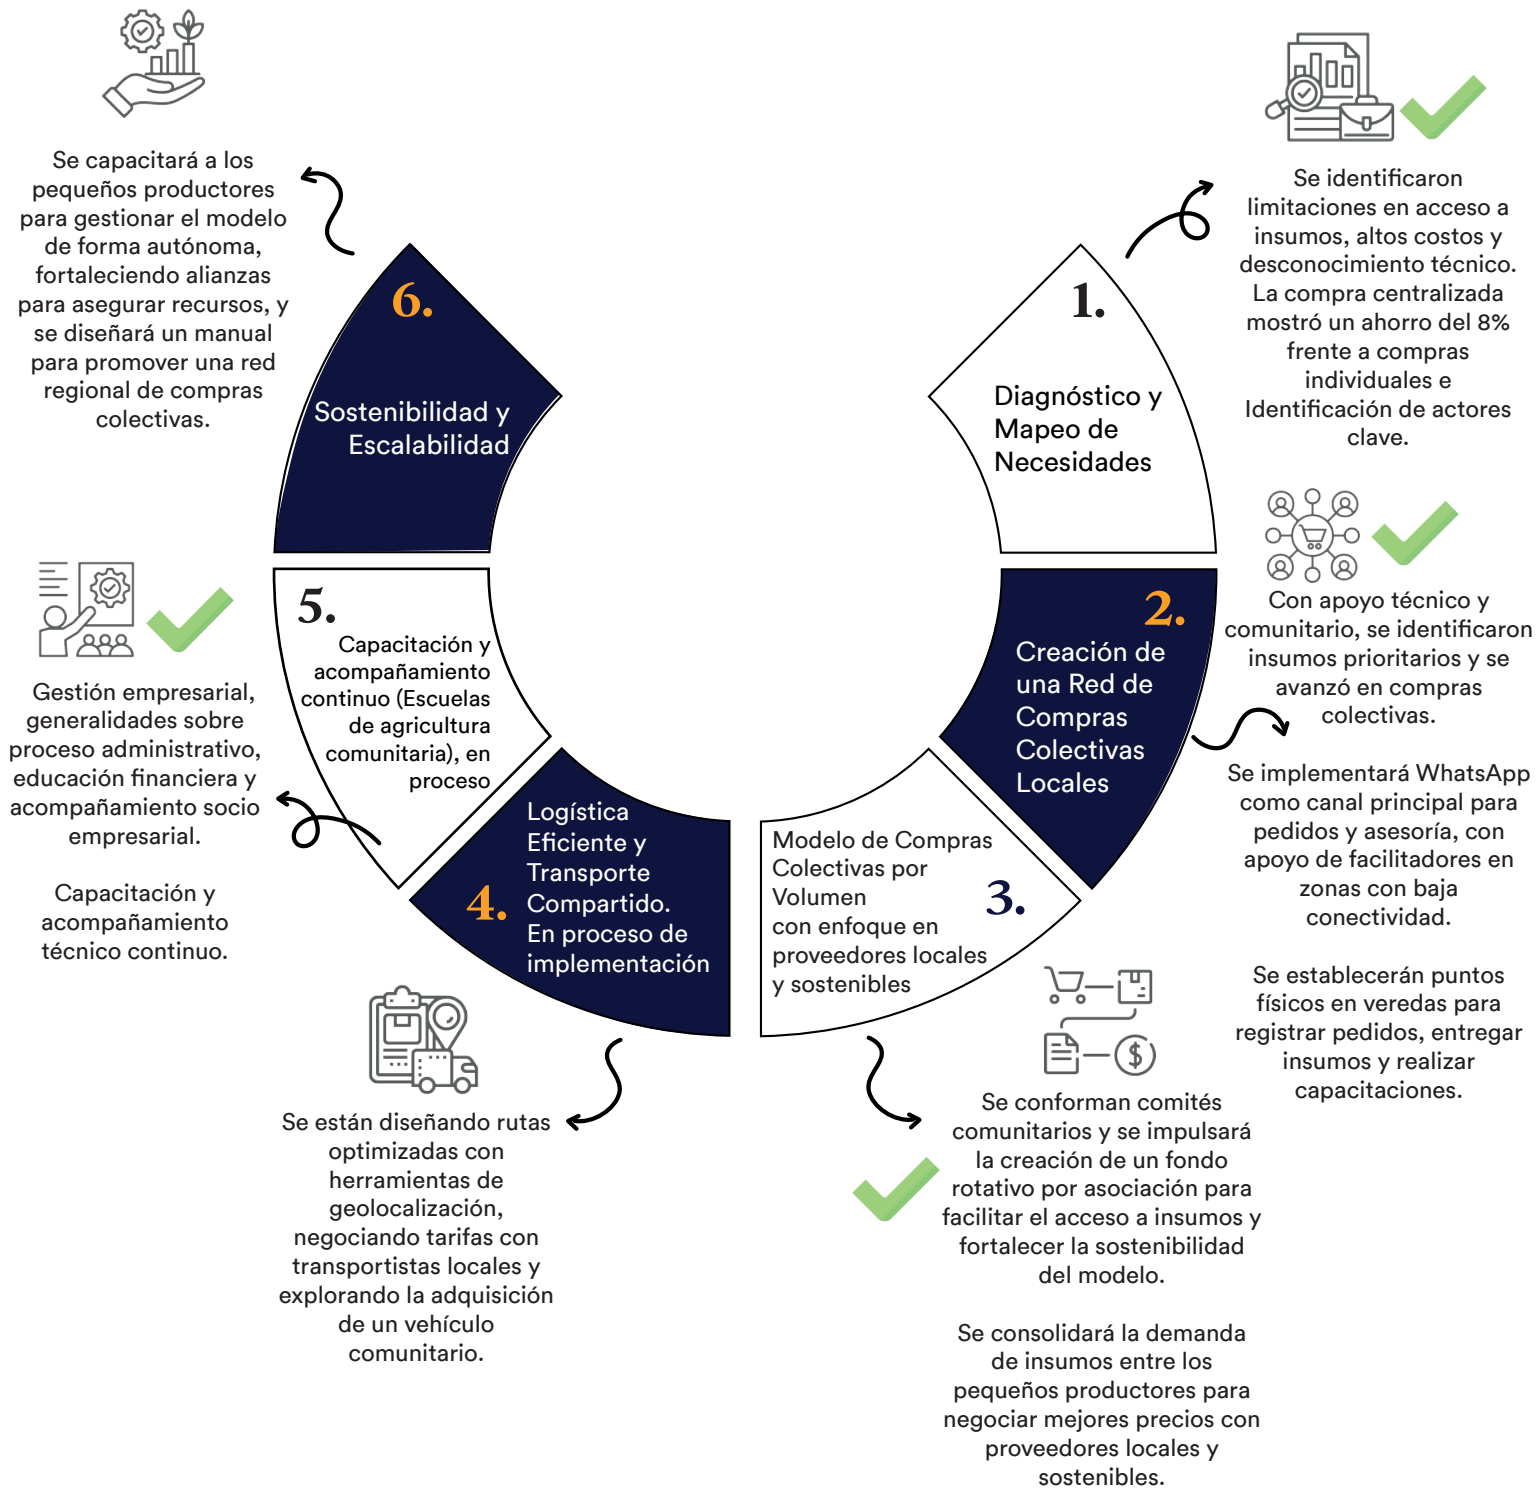 1.
Diagnóstico y
Mapeo de
Necesidades
Se identificaron
limitaciones en acceso a
insumos, altos costos y
desconocimiento técnico.
La compra centralizada
mostró un ahorro del 8%
frente a compras
individuales e
Identificación de actores
clave.
2.
Creación de
una Red de
Compras
Colectivas
Locales
Con apoyo técnico y
comunitario, se identificaron
insumos prioritarios y se
avanzó en compras
colectivas.
Se implementará WhatsApp
como canal principal para
pedidos y asesoría, con
apoyo de facilitadores en
zonas con baja
conectividad.
Se establecerán puntos
físicos en veredas para
registrar pedidos, entregar
insumos y realizar
capacitaciones.
3.
Modelo de Compras
Colectivas por
Volumen
con enfoque en
proveedores locales
y sostenibles
Se conforman comités
comunitarios y se impulsará
la creación de un fondo
rotativo por asociación para
facilitar el acceso a insumos y
fortalecer la sostenibilidad
del modelo.
Se consolidará la demanda
de insumos entre los
pequeños productores para
negociar mejores precios con
proveedores locales y
sostenibles.
4.
Logística
Eficiente y
Transporte
Compartido.
En proceso de
implementación
Se están diseñando rutas
optimizadas con
herramientas de
geolocalización,
negociando tarifas con
transportistas locales y
explorando la adquisición
de un vehículo
comunitario.
5.
Capacitación y
acompañamiento
continuo (Escuelas
de agricultura
comunitaria), en
proceso
Gestión empresarial,
generalidades sobre
proceso administrativo,
educación financiera y
acompañamiento socio
empresarial.
Capacitación y
acompañamiento
técnico continuo.
6.
Sostenibilidad y
Escalabilidad
Se capacitará a los
pequeños productores
para gestionar el modelo
de forma autónoma,
fortaleciendo alianzas
para asegurar recursos, y
se diseñará un manual
para promover una red
regional de compras
colectivas.